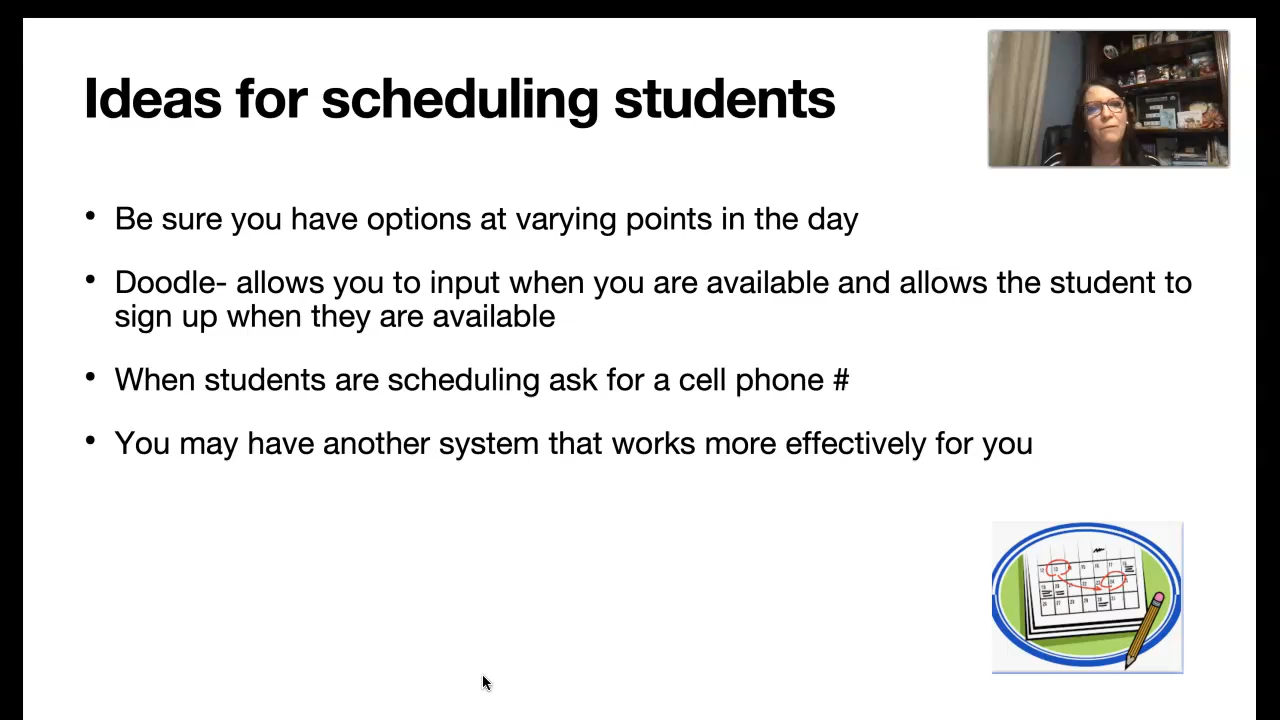 Ideas for scheduling students
• Be sure you have options at varying points in the day
• Doodle- allows you to input when you are available and allows the student to
sign up when they are available
• When students are scheduling ask for a cell phone #
• You may have another system that works more effectively for you